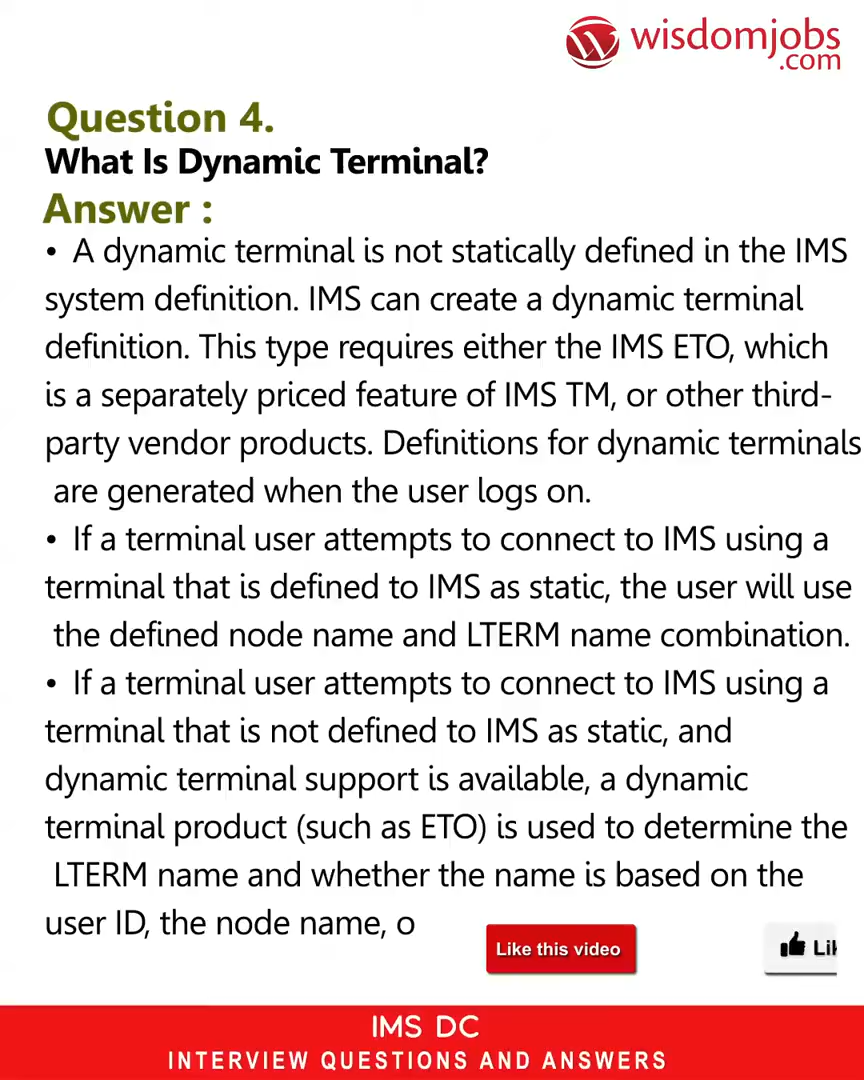 wisdomjobs
.com
Question 4.
What Is Dynamic Terminal?
Answer :
• A dynamic terminal is not statically defined in the IMS
system definition. IMS can create a dynamic terminal
definition. This type requires either the IMS ETO, which
is a separately priced feature of IMS TM, or other third-
party vendor products. Definitions for dynamic terminals
are generated when the user logs on.
• If a terminal user attempts to connect to IMS using a
terminal that is defined to IMS as static, the user will use
the defined node name and LTERM name combination.
• If a terminal user attempts to connect to IMS using a
terminal that is not defined to IMS as static, and
dynamic terminal support is available, a dynamic
terminal product (such as ETO) is used to determine the
LTERM name and whether the name is based on the
user ID, the node name, o
Like this video
Lik
IMS DC
INTERVIEW QUESTIONS AND ANSWERS